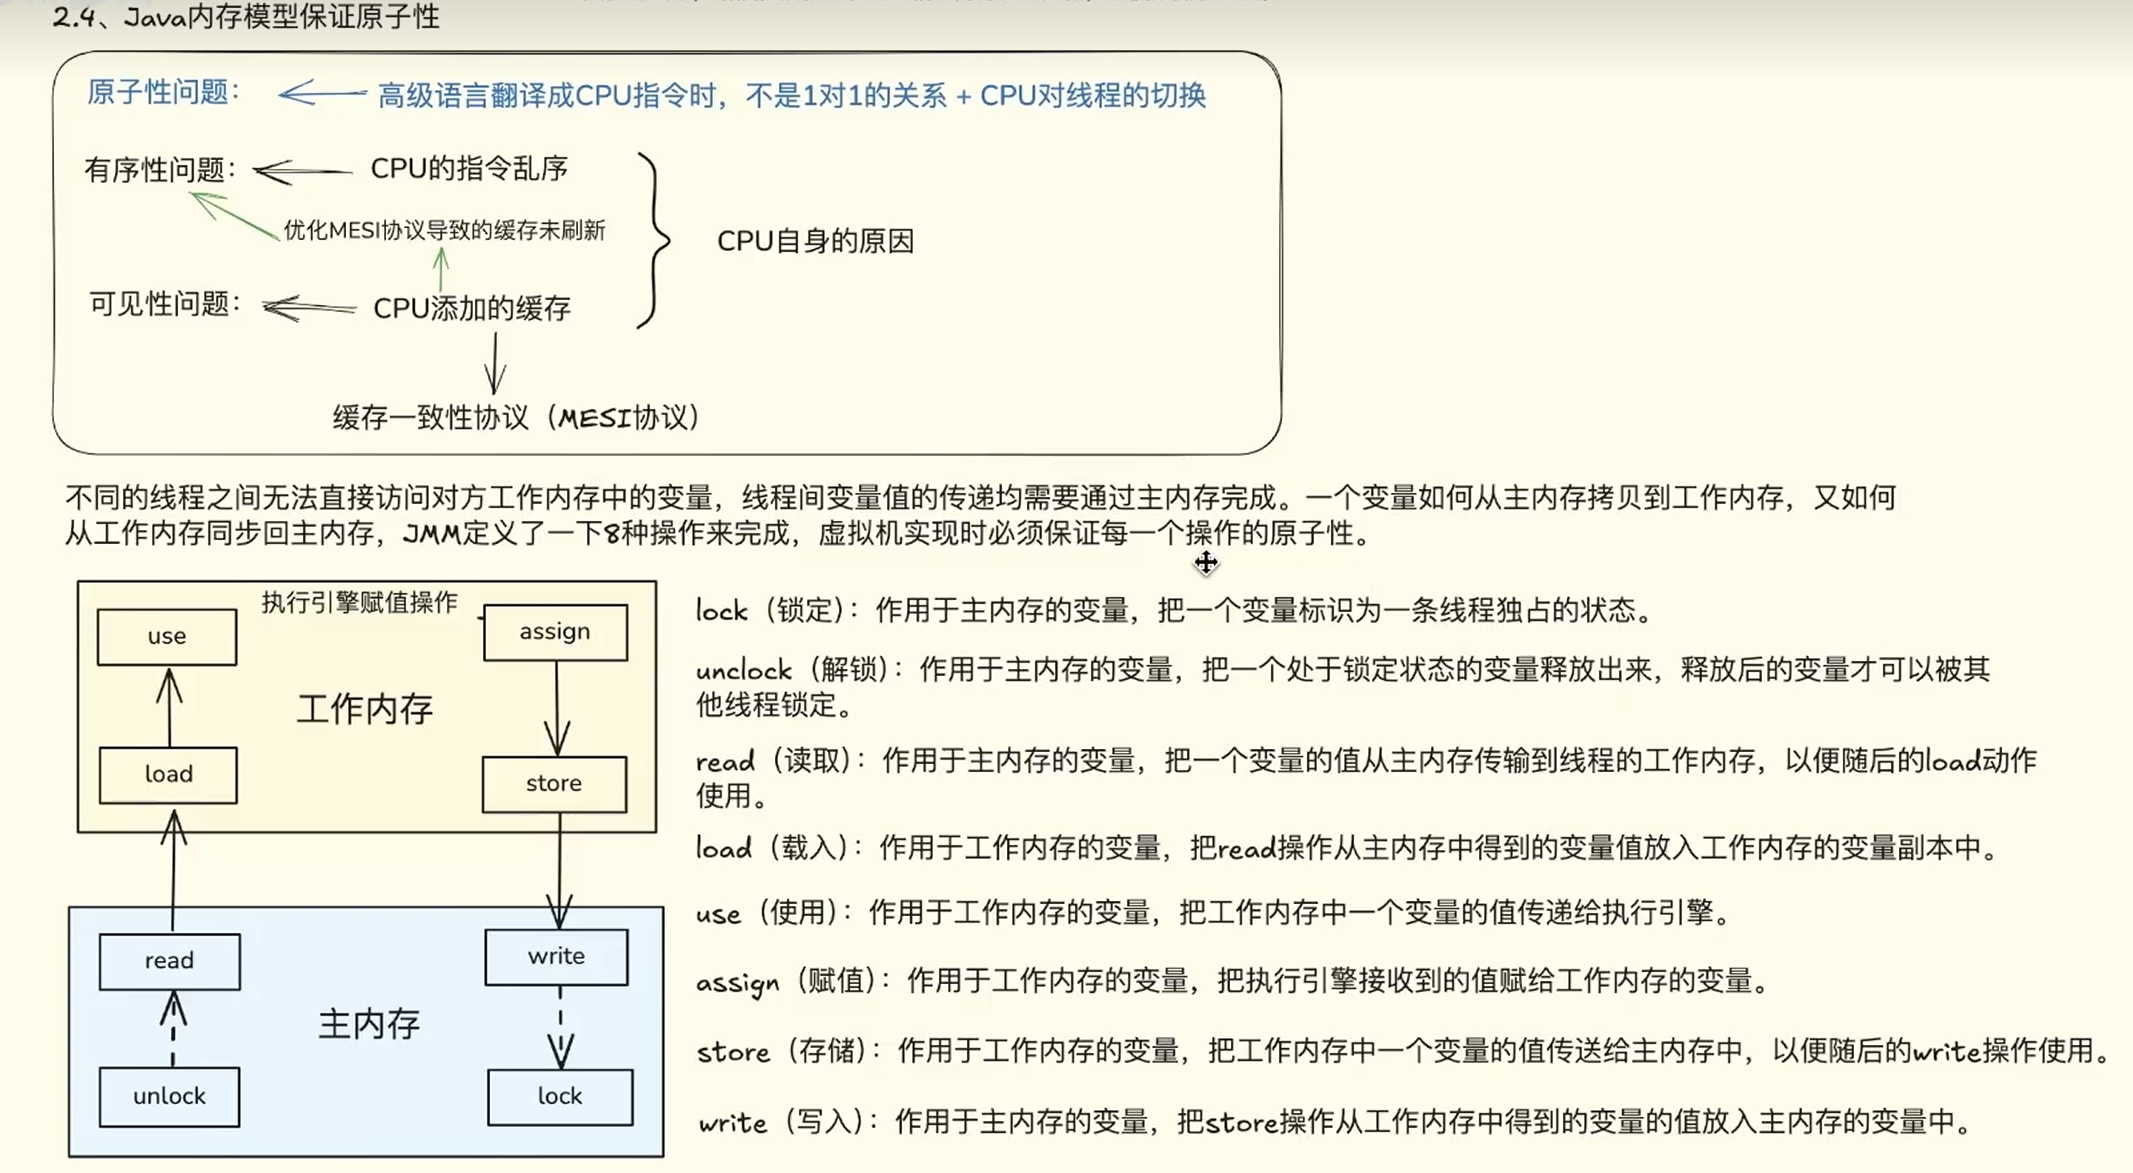 2.4、Java内存模型保证原子性
原子性问题：
高级语言翻译成CPU指令时，不是1对1的关系 + CPU对线程的切换
有序性问题：
CPU的指令乱序
优化MESI协议导致的缓存未刷新
CPU自身的原因
可见性问题：
CPU添加的缓存
缓存一致性协议（MESI协议）
不同的线程之间无法直接访问对方工作内存中的变量，线程间变量值的传递均需要通过主内存完成。一个变量如何从主内存拷贝到工作内存，又如何
从工作内存同步回主内存，JMM定义了一下8种操作来完成，虚拟机实现时必须保证每一个操作的原子性。
执行引擎赋值操作
use
assign
工作内存
load
store
read
write
主内存
unlock
lock
lock（锁定）：作用于主内存的变量，把一个变量标识为一条线程独占的状态。
unclock（解锁）：作用于主内存的变量，把一个处于锁定状态的变量释放出来，释放后的变量才可以被其
他线程锁定。
read（读取）：作用于主内存的变量，把一个变量的值从主内存传输到线程的工作内存，以便随后的load动作
使用。
load（载入）：作用于工作内存的变量，把read操作从主内存中得到的变量值放入工作内存的变量副本中。
use（使用）：作用于工作内存的变量，把工作内存中一个变量的值传递给执行引擎。
assign（赋值）：作用于工作内存的变量，把执行引擎接收到的值赋给工作内存的变量。
store（存储）：作用于工作内存的变量，把工作内存中一个变量的值传送给主内存中，以便随后的write操作使用。
write（写入）：作用于主内存的变量，把store操作从工作内存中得到的变量的值放入主内存的变量中。